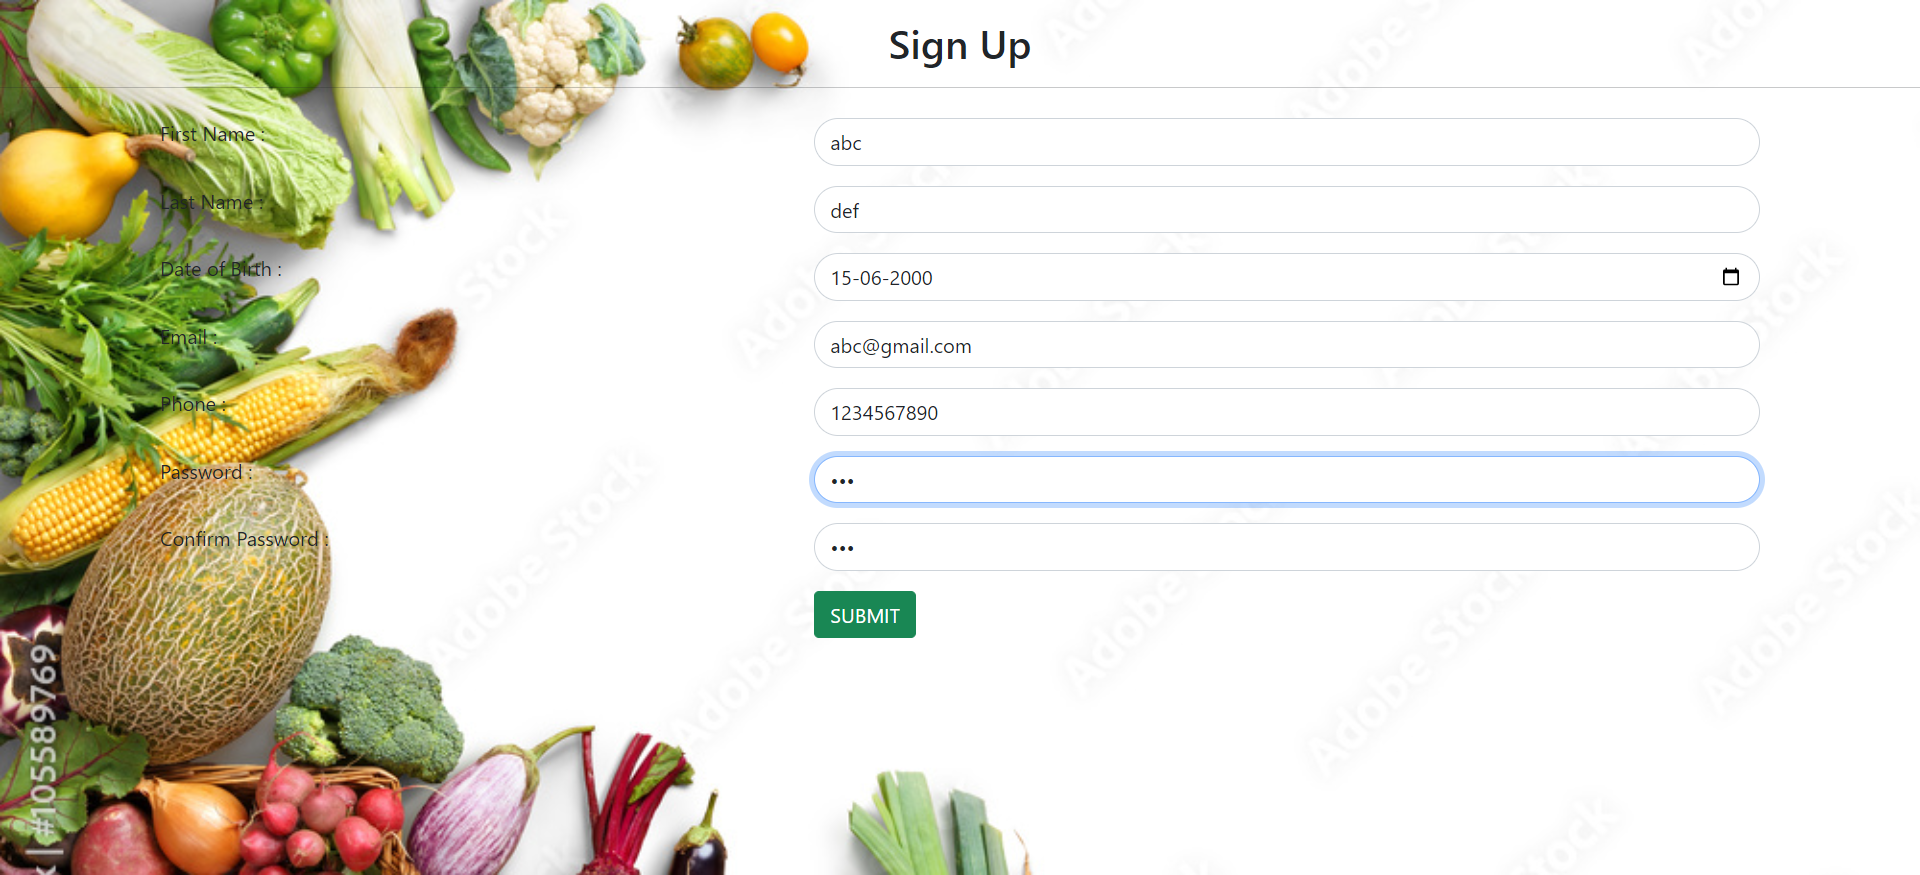 Sign Up
First Name :
abc
Last Name :
def
Date of Birth :
15-06-2000
Email :
abc@gmail.com
Phone :
1234567890
Password :
•••
Confirm Password :
•••
SUBMIT
Adobe Stock
| #105589769